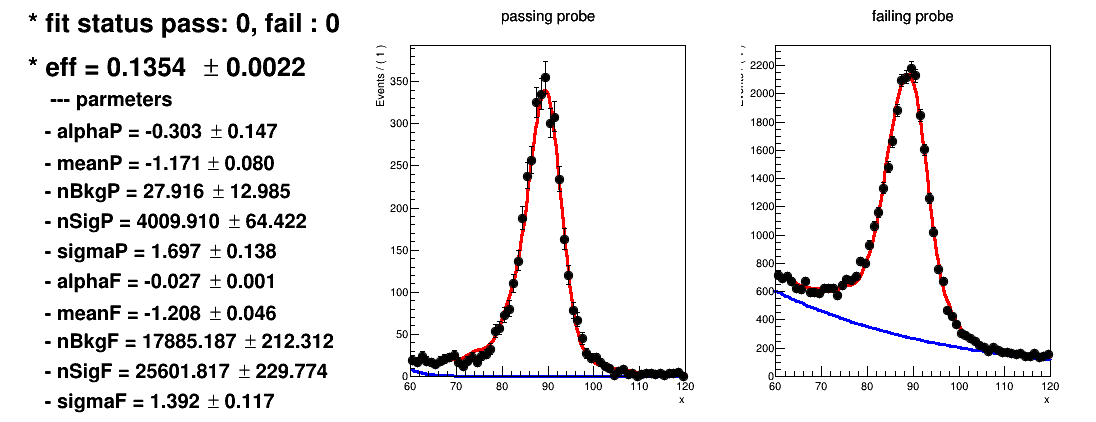 * fit status pass: 0, fail : 0
* eff = 0.1354 ± 0.0022
--- parmeters
- alphaP = -0.303 ± 0.147
- meanP = -1.171 ± 0.080
- nBkgP = 27.916 ± 12.985
- nSigP = 4009.910 ± 64.422
- sigmaP = 1.697 ± 0.138
- alphaF = -0.027 ± 0.001
- meanF = -1.208 ± 0.046
- nBkgF = 17885.187 ± 212.312
- nSigF = 25601.817 ± 229.774
- sigmaF = 1.392 ± 0.117
passing probe
Events / ( 1 )
350
300
250
200
150
100
50
0
60 70 80 90 100 110 120
x
failing probe
2200
2000
1800
1600
1400
1200
1000
800
600
400
200
0
60 70 80 90 100 110 120
x